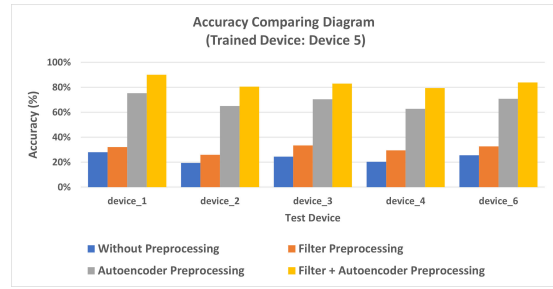 Accuracy Comparing Diagram
(Trained Device: Device 5)
100%
80%
60%
40%
20%
0%
Accuracy (%)
device_1 device_2 device_3 device_4 device_6
Test Device
Without Preprocessing Filter Preprocessing
Autoencoder Preprocessing Filter + Autoencoder Preprocessing